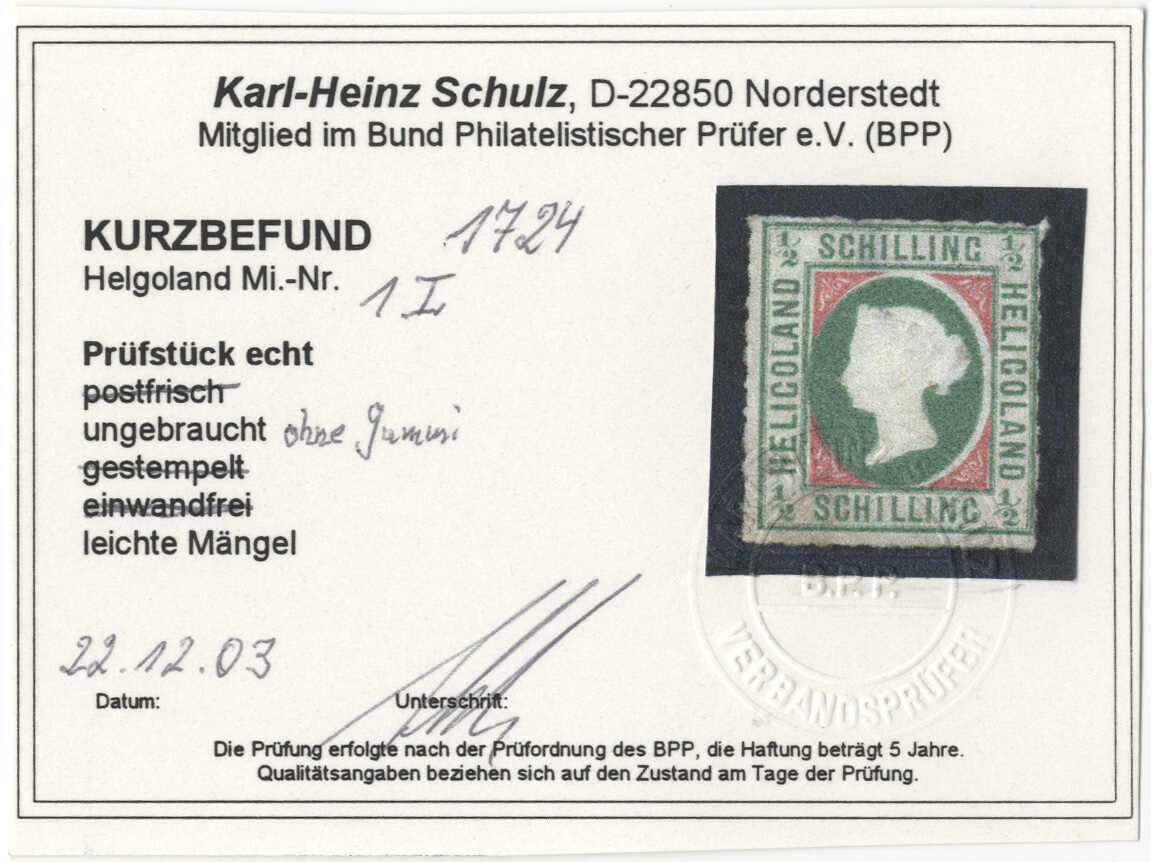 Karl-Heinz Schulz, D-22850 Norderstedt
Mitglied im Bund Philatelistischer Prüfer e.V. (BPP)
KURZBEFUND 1724
Helgoland Mi.-Nr. 1 I
Prüfstück echt
postfrisch
ungebraucht ohne Gummi
gestempelt
einwandfrei
leichte Mängel
½ SCHILLING ½
HELIGOLAND
HELIGOLAND
½ SCHILLING ½
B.P.P.
VERBANDSPRÜFER
22.12.03
Datum: Unterschrift:
Die Prüfung erfolgte nach der Prüfordnung des BPP, die Haftung beträgt 5 Jahre.
Qualitätsangaben beziehen sich auf den Zustand am Tage der Prüfung.